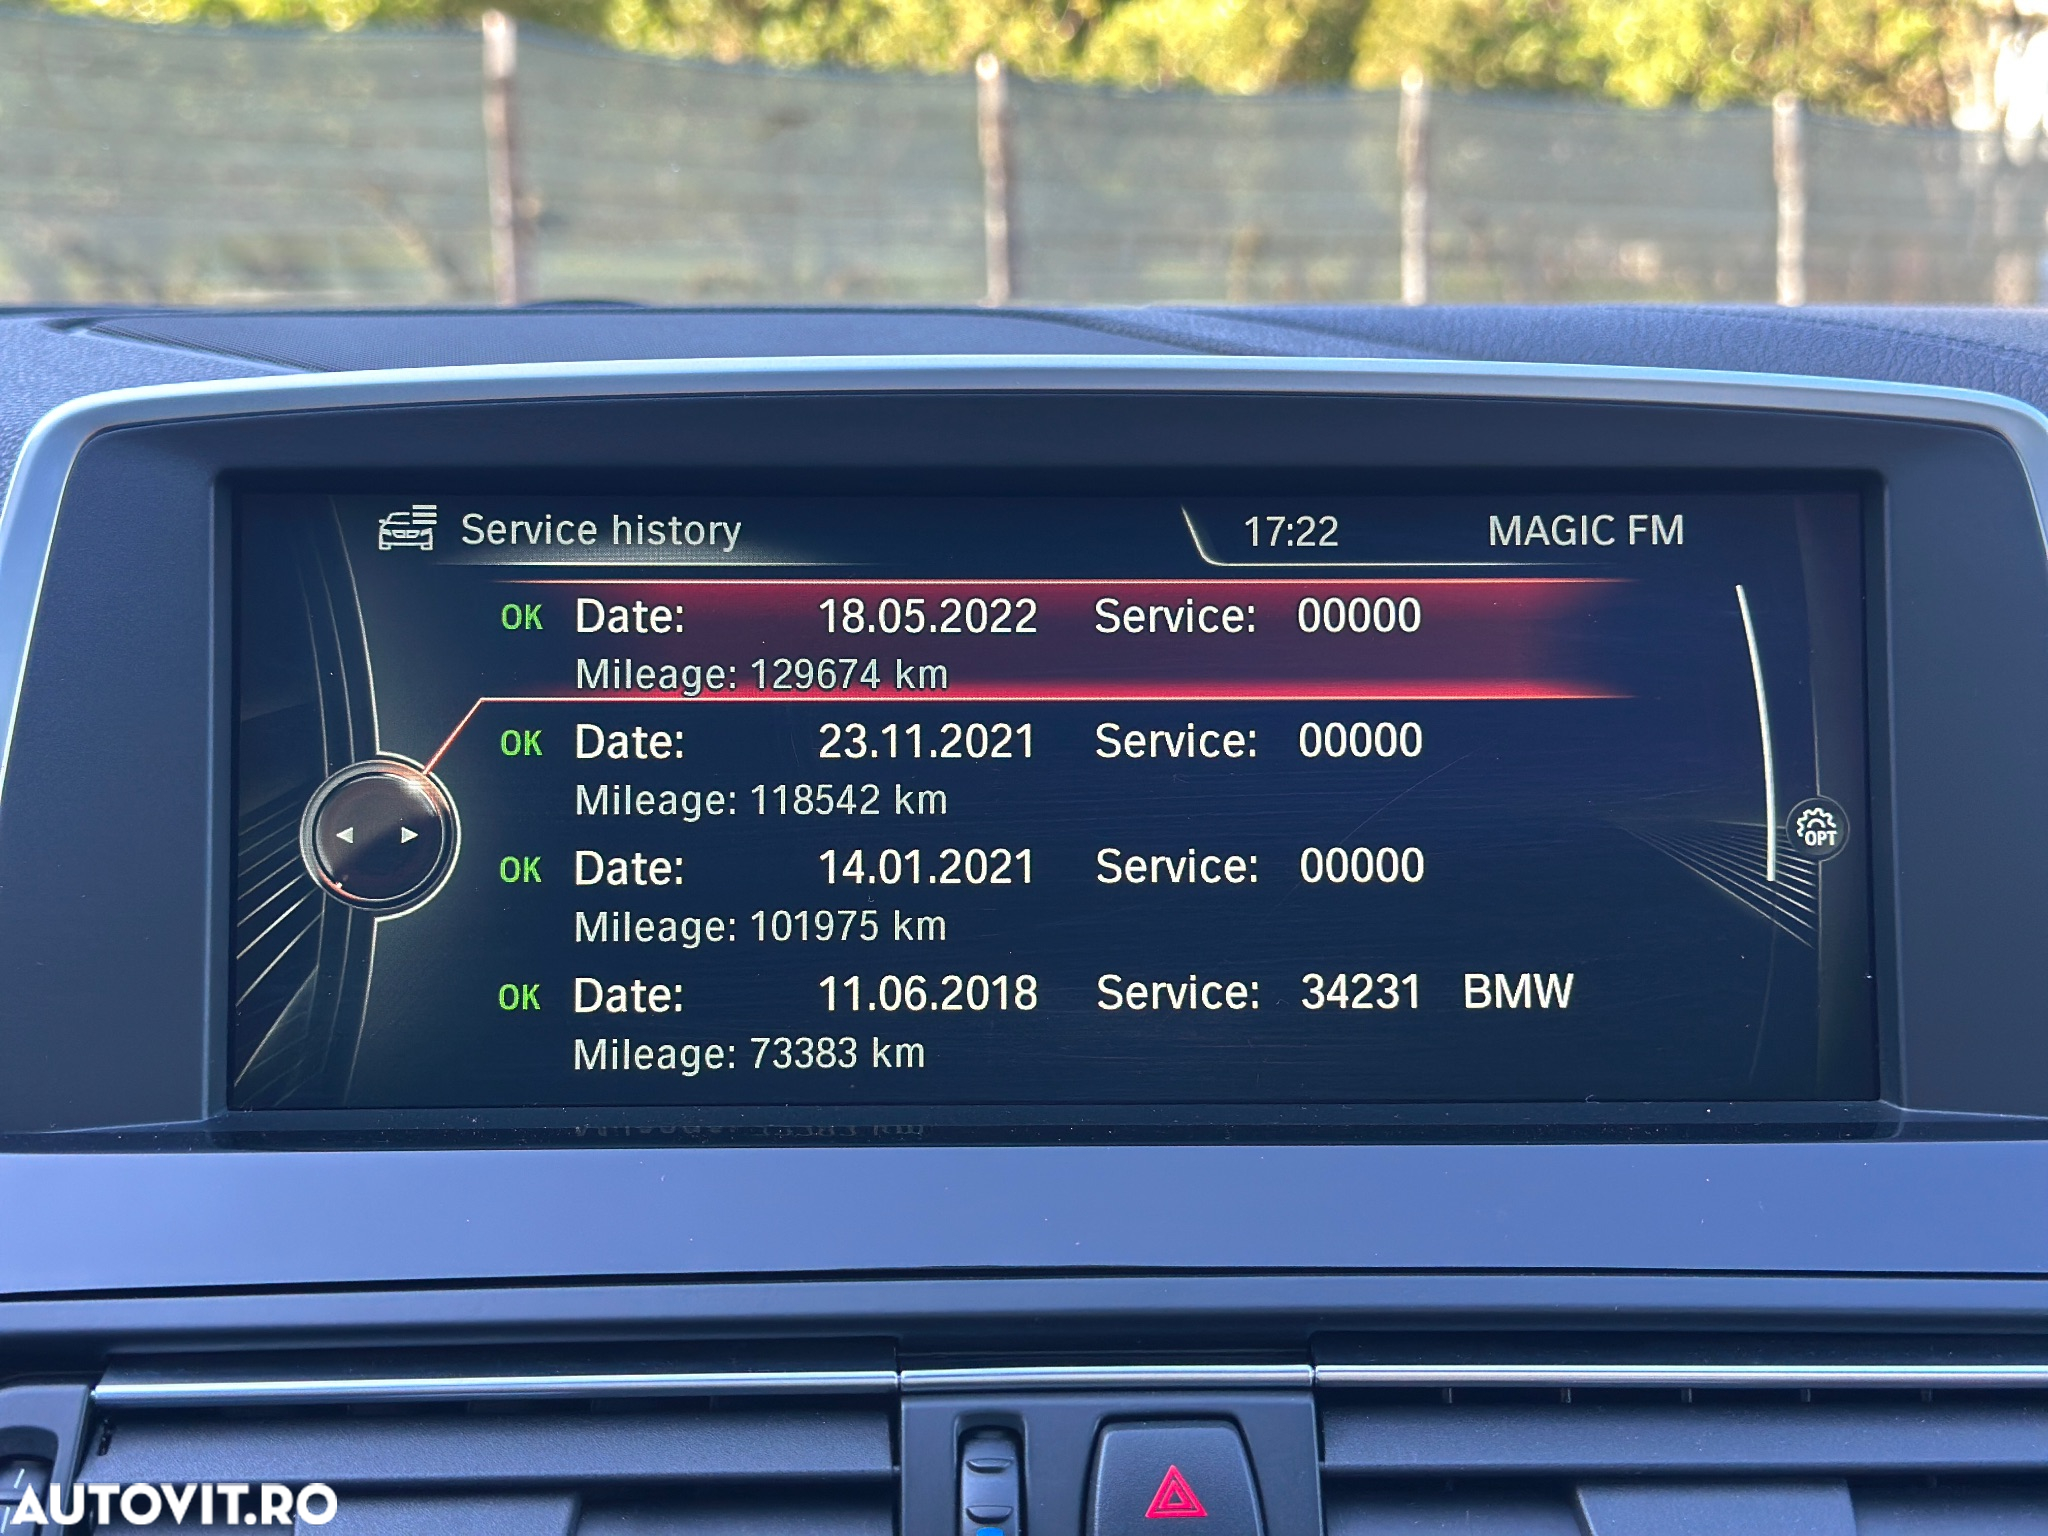 Service history 17:22 MAGIC FM
OK Date: 18.05.2022 Service: 00000
Mileage: 129674 km
OK Date: 23.11.2021 Service: 00000
Mileage: 118542 km
OK Date: 14.01.2021 Service: 00000
Mileage: 101975 km
OPT
OK Date: 11.06.2018 Service: 34231 BMW
Mileage: 73383 km
AUTOVIT.RO